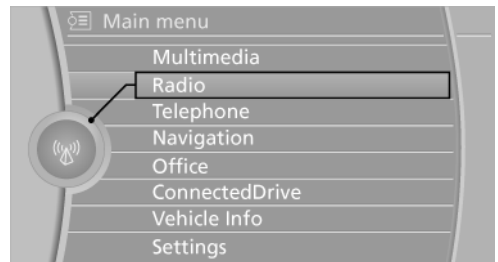 Main menu
Multimedia
Radio
Telephone
Navigation
Office
ConnectedDrive
Vehicle Info
Settings